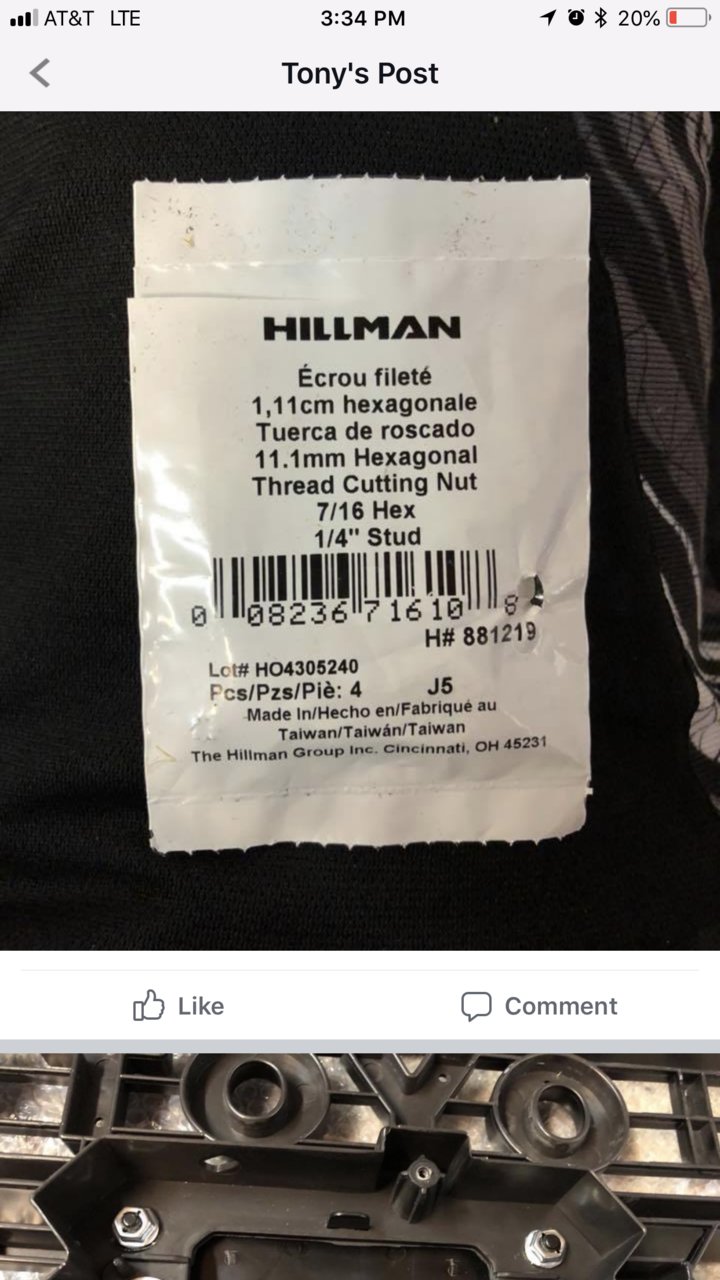 AT&T LTE
3:34 PM
20%
Tony's Post
HILLMAN
Écrou fileté
1,11cm hexagonale
Tuerca de roscado
11.1mm Hexagonal
Thread Cutting Nut
7/16 Hex
1/4" Stud
0 08236 71610 8
H# 881219
Lot# HO4305240
Pcs/Pzs/Piè: 4 J5
Made In/Hecho en/Fabriqué au
Taiwan/Taiwán/Taiwan
The Hillman Group Inc. Cincinnati, OH 45231
Like
Comment